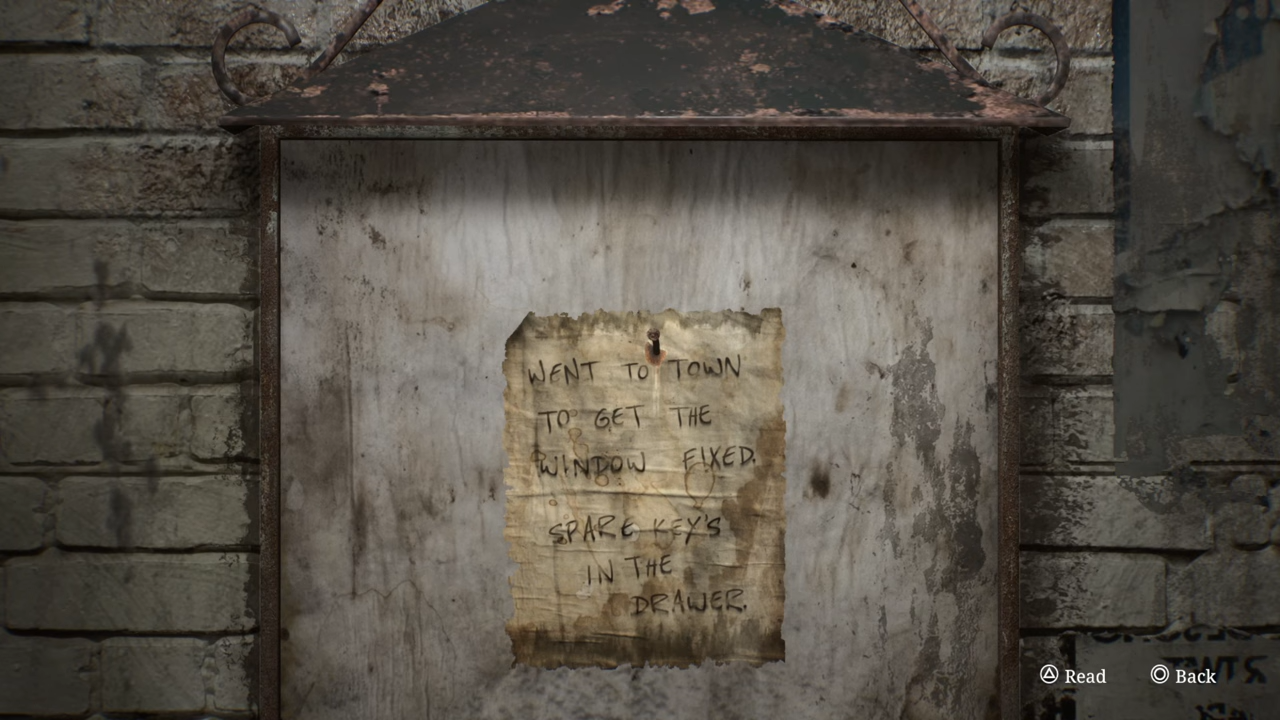 WENT TO TOWN
TO GET THE
WINDOW FIXED.
SPARE KEY'S
IN THE
DRAWER.
Read Back